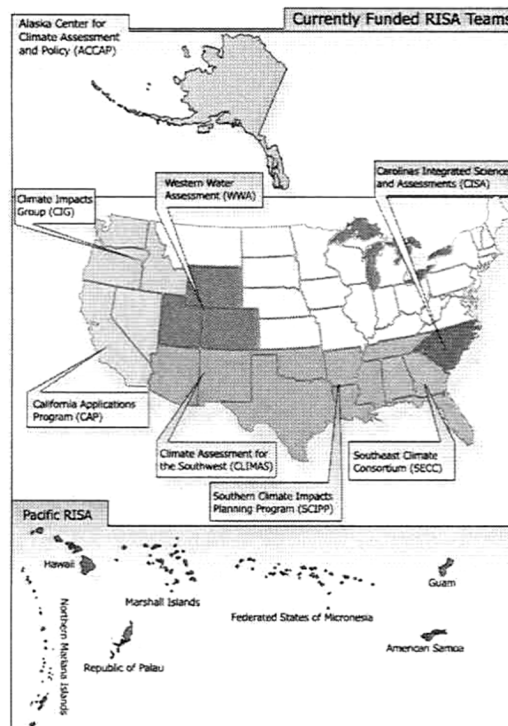 Alaska Center for
Climate Assessment
and Policy (ACCAP)
Currently Funded RISA Teams
Western Water
Assessment (WWA)
Carolinas Integrated Science
and Assessments (CISA)
Climate Impacts
Group (CIG)
California Applications
Program (CAP)
Climate Assessment for
the Southwest (CLIMAS)
Southeast Climate
Consortium (SECC)
Southern Climate Impacts
Planning Program (SCIPP)
Pacific RISA
Hawaii
Marshall Islands
Federated States of Micronesia
Guam
Northern Mariana Islands
Republic of Palau
American Samoa